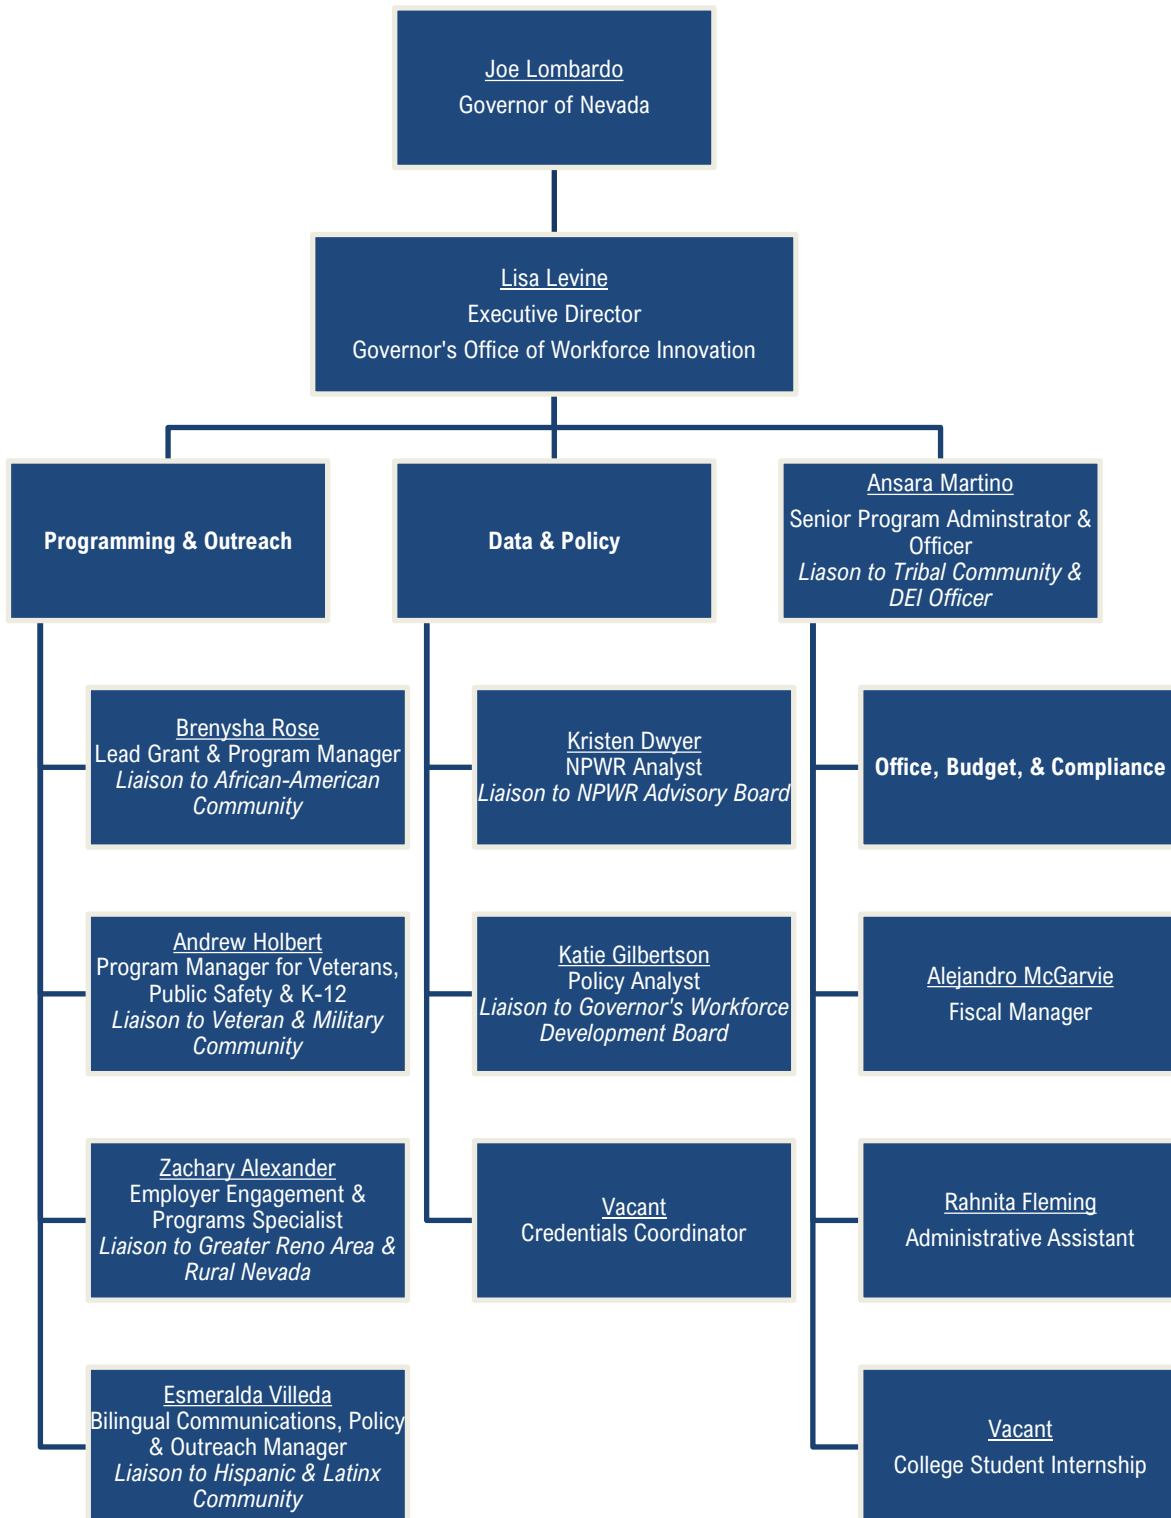 Joe Lombardo
Governor of Nevada
Lisa Levine
Executive Director
Governor's Office of Workforce Innovation
Programming & Outreach
Data & Policy
Ansara Martino
Senior Program Adminstrator &
Officer
Liason to Tribal Community &
DEI Officer
Brenysha Rose
Lead Grant & Program Manager
Liaison to African-American
Community
Kristen Dwyer
NPWR Analyst
Liaison to NPWR Advisory Board
Office, Budget, & Compliance
Andrew Holbert
Program Manager for Veterans,
Public Safety & K-12
Liaison to Veteran & Military
Community
Katie Gilbertson
Policy Analyst
Liaison to Governor's Workforce
Development Board
Alejandro McGarvie
Fiscal Manager
Zachary Alexander
Employer Engagement &
Programs Specialist
Liaison to Greater Reno Area &
Rural Nevada
Vacant
Credentials Coordinator
Rahnita Fleming
Administrative Assistant
Esmeralda Villeda
Bilingual Communications, Policy
& Outreach Manager
Liaison to Hispanic & Latinx
Community
Vacant
College Student Internship